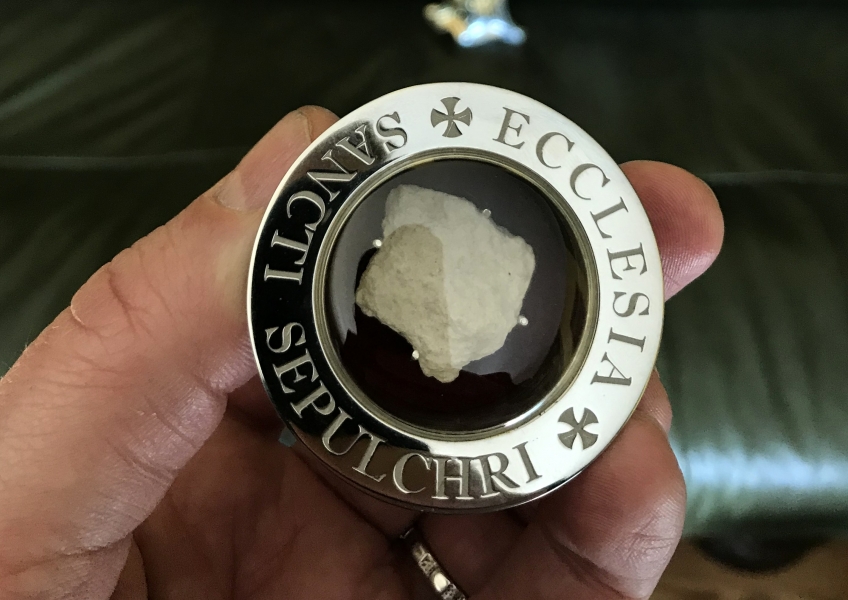 ✠ ECCLESIA ✠ SANCTI SEPULCHRI